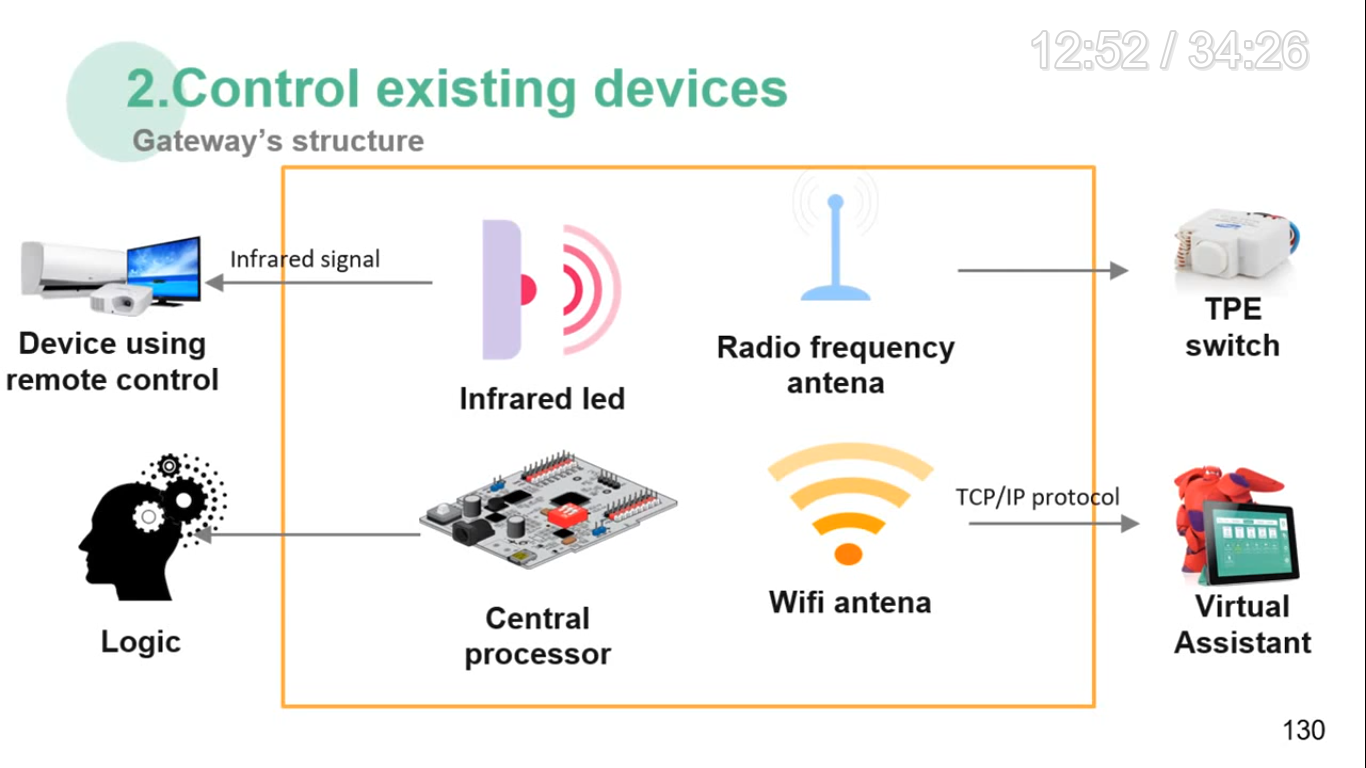 12:52 / 34:26
2.Control existing devices
Gateway's structure
Infrared signal
Device using
remote control
Infrared led
Radio frequency
antena
TPE
switch
Logic
Central
processor
Wifi antena
TCP/IP protocol
Virtual
Assistant
130